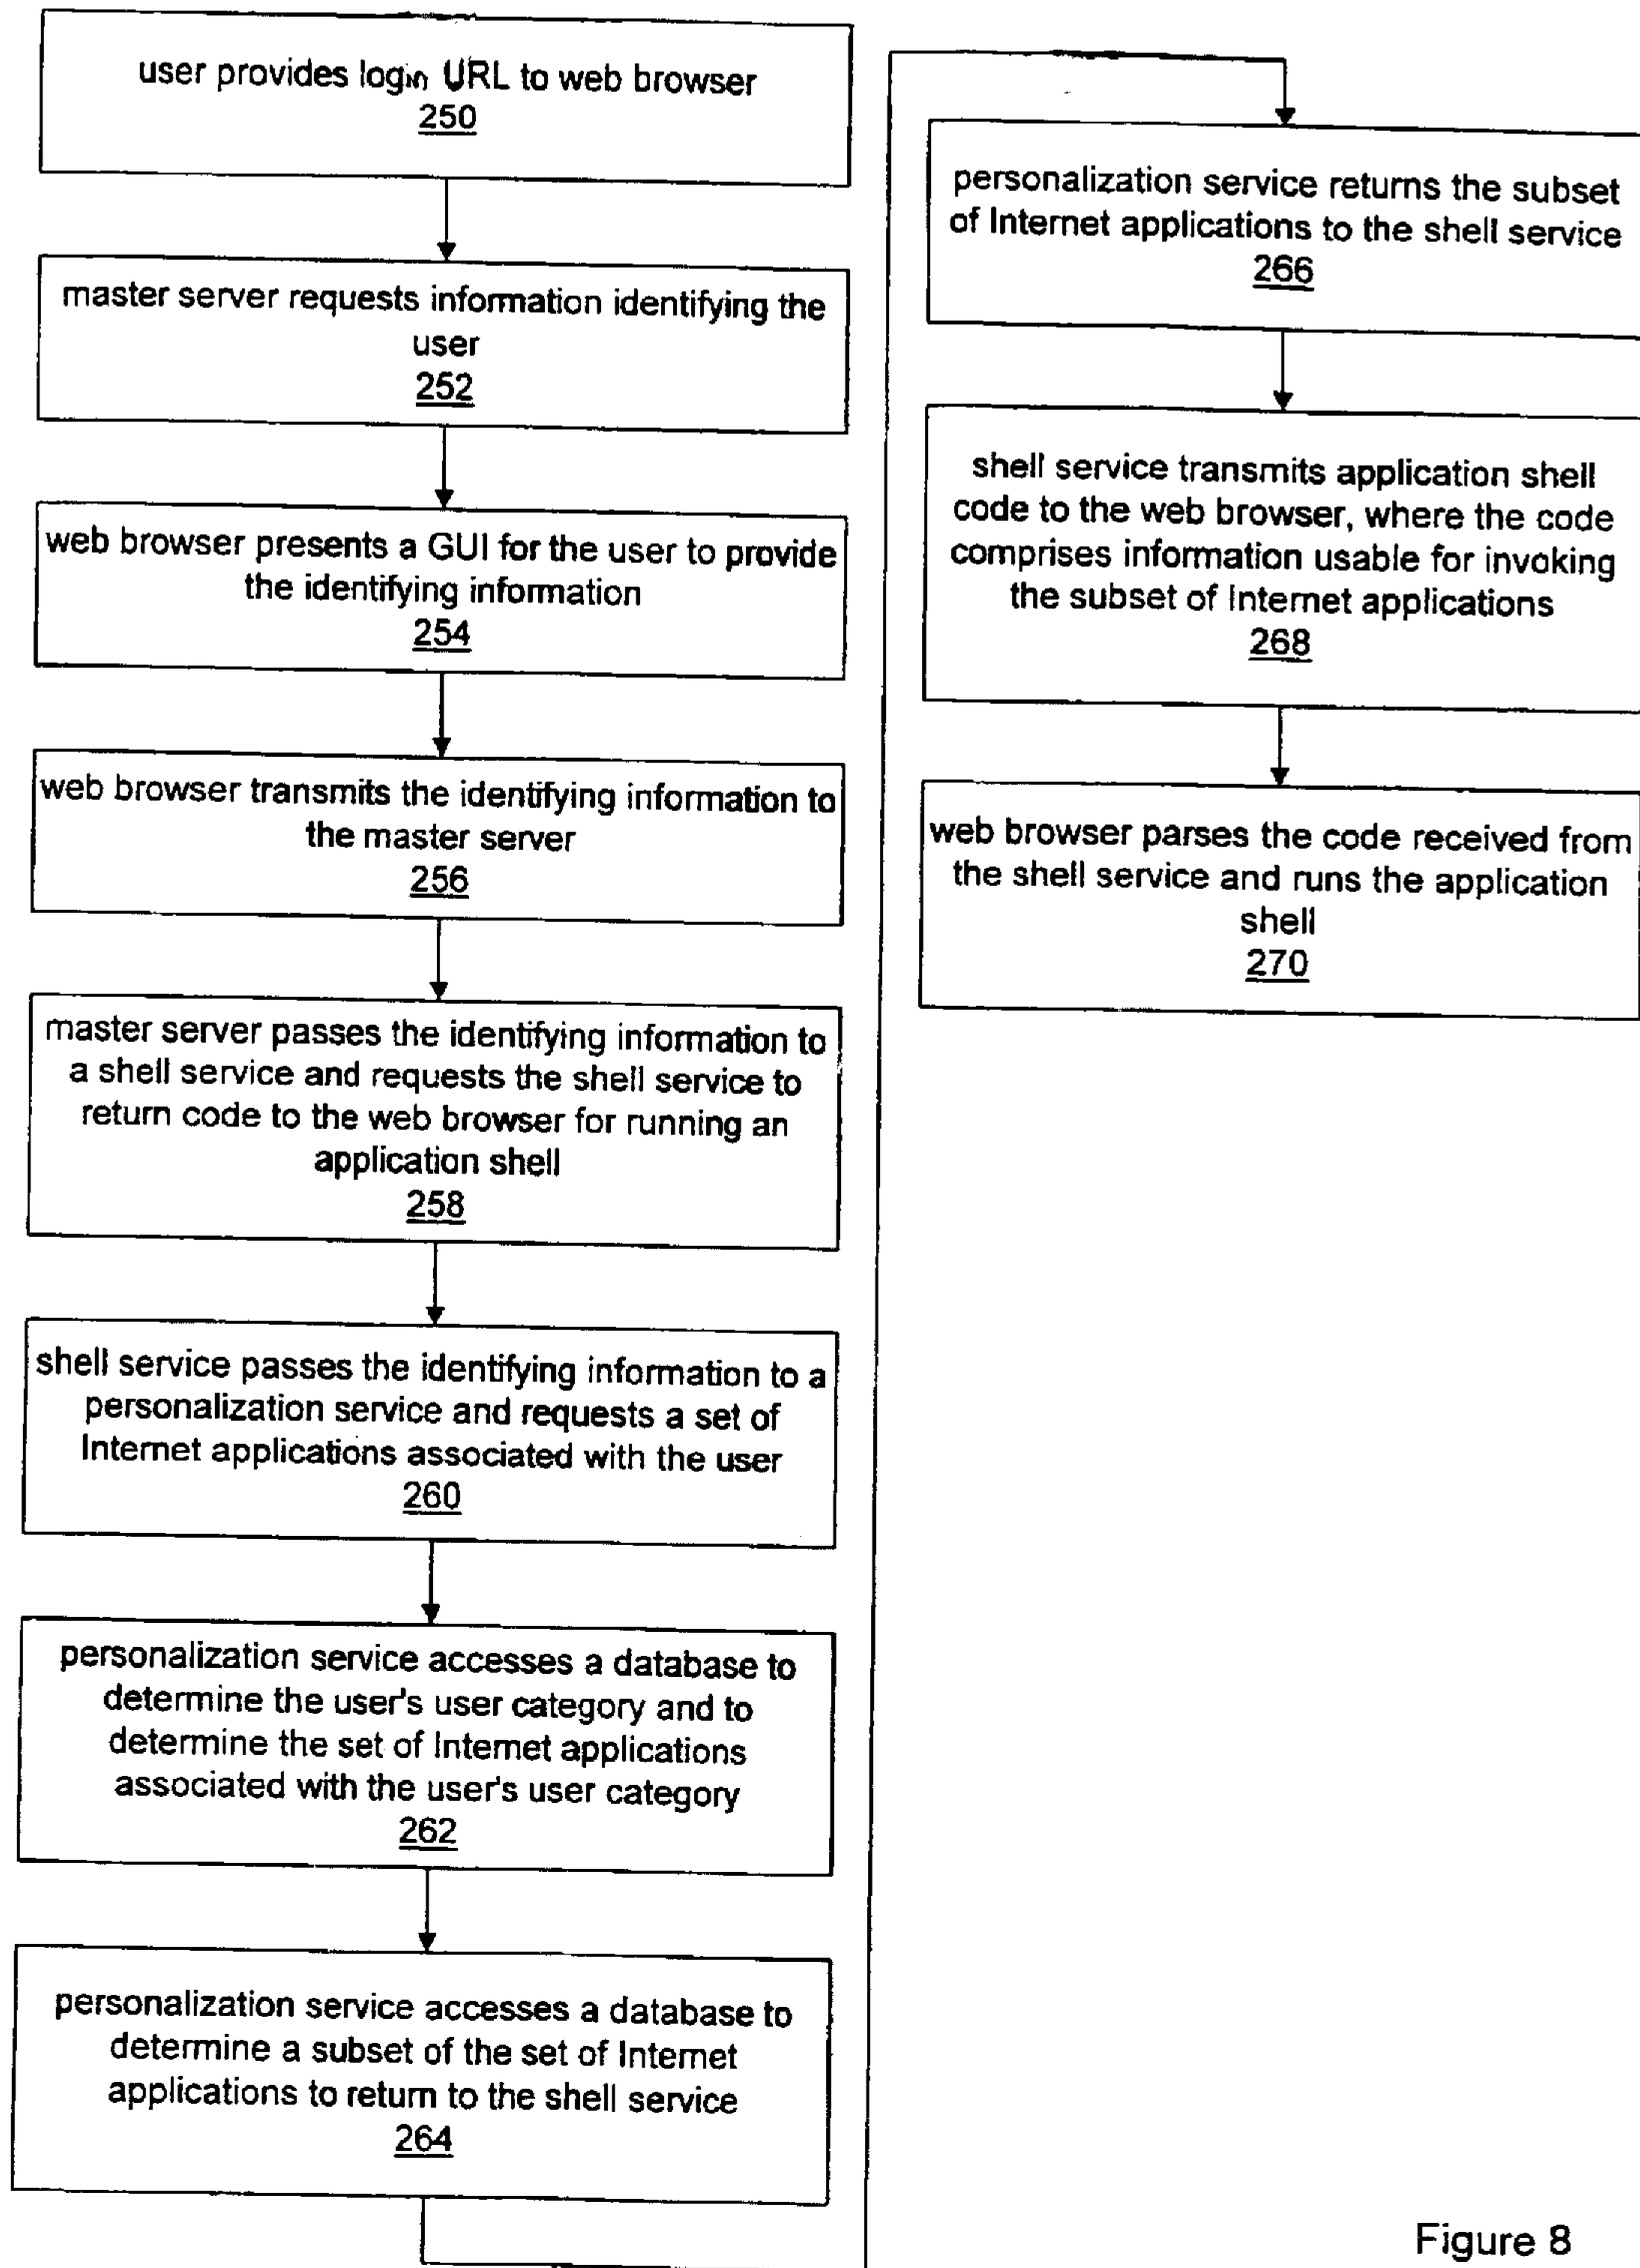 user provides login URL to web browser
250
master server requests information identifying the
user
252
web browser presents a GUI for the user to provide
the identifying information
254
web browser transmits the identifying information to
the master server
256
master server passes the identifying information to
a shell service and requests the shell service to
return code to the web browser for running an
application shell
258
shell service passes the identifying information to a
personalization service and requests a set of
Internet applications associated with the user
260
personalization service accesses a database to
determine the user's user category and to
determine the set of Internet applications
associated with the user's user category
262
personalization service accesses a database to
determine a subset of the set of Internet
applications to return to the shell service
264
personalization service returns the subset
of Internet applications to the shell service
266
shell service transmits application shell
code to the web browser, where the code
comprises information usable for invoking
the subset of Internet applications
268
web browser parses the code received from
the shell service and runs the application
shell
270
Figure 8